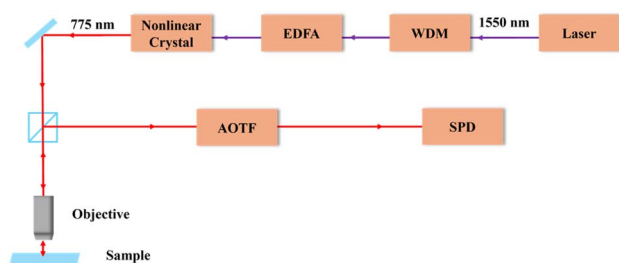 775 nm
Nonlinear
Crystal
EDFA
WDM
1550 nm
Laser
AOTF
SPD
Objective
Sample